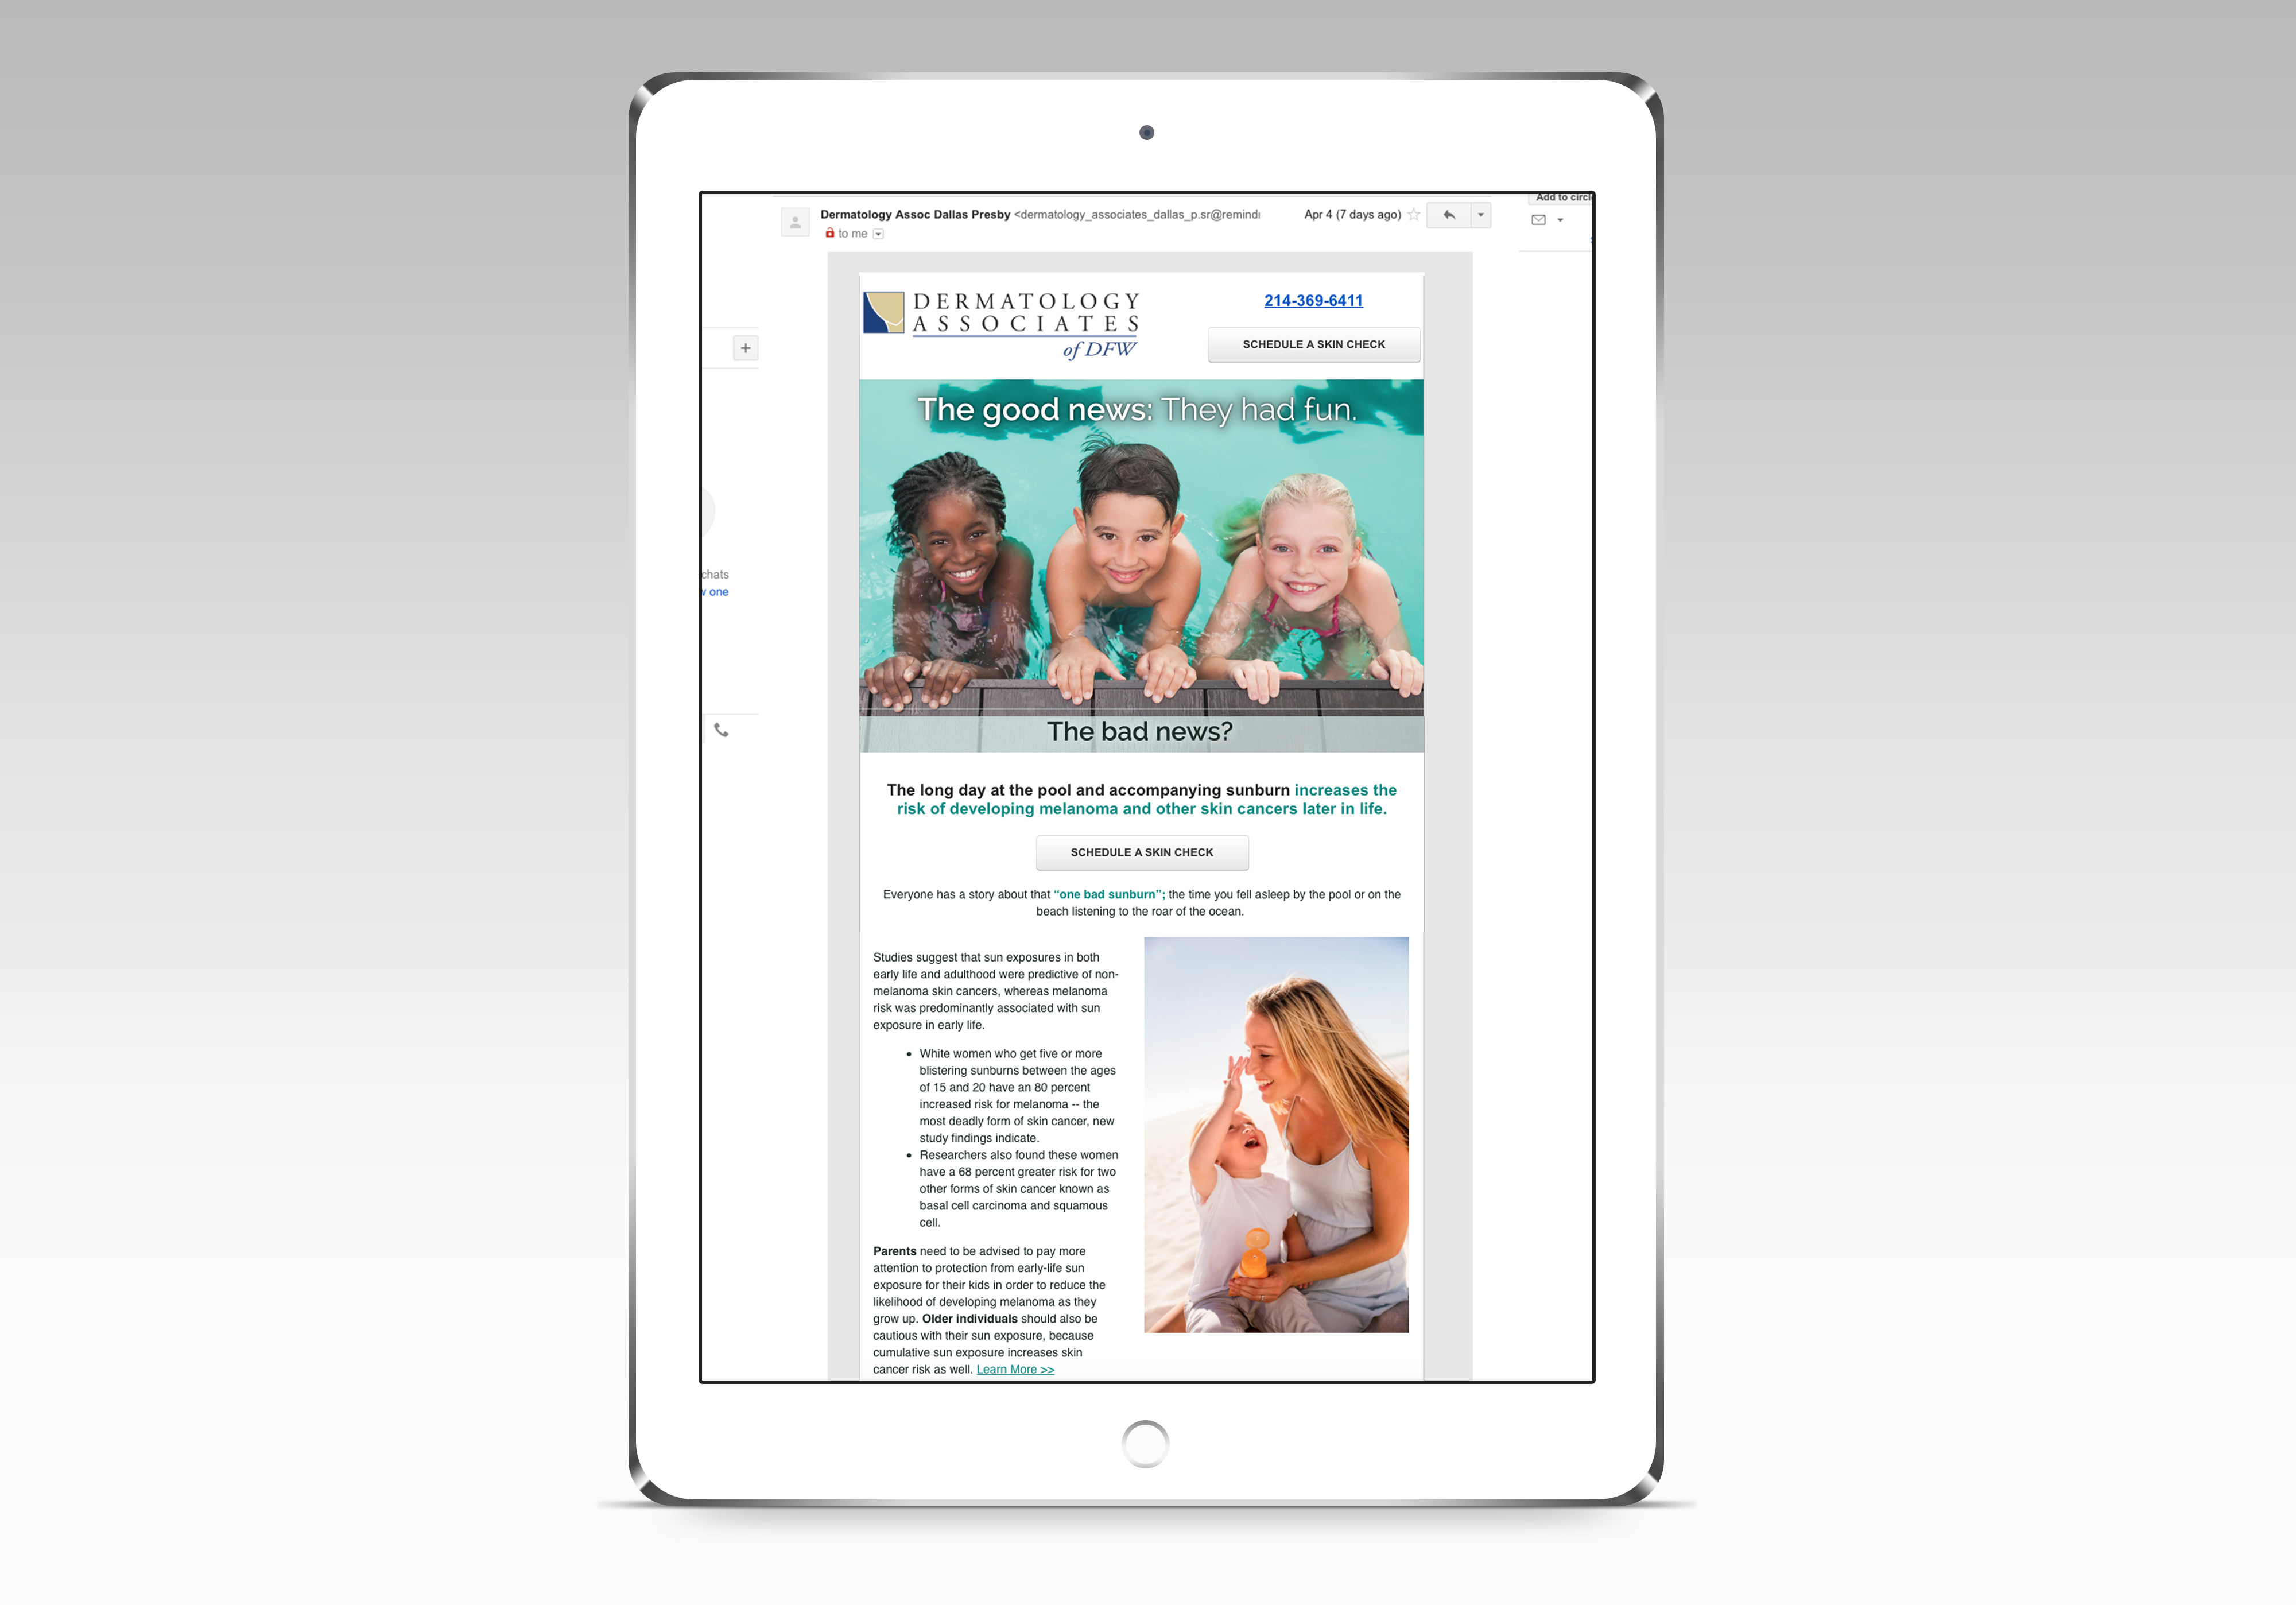 Add to circl
Dermatology Assoc Dallas Presby <dermatology_associates_dallas_p.sr@remind
Apr 4 (7 days ago)
to me
DERMATOLOGY
ASSOCIATES
of DFW
214-369-6411
SCHEDULE A SKIN CHECK
The good news: They had fun.
chats
one
The bad news?
The long day at the pool and accompanying sunburn increases the
risk of developing melanoma and other skin cancers later in life.
SCHEDULE A SKIN CHECK
Everyone has a story about that “one bad sunburn”; the time you fell asleep by the pool or on the
beach listening to the roar of the ocean.
Studies suggest that sun exposures in both
early life and adulthood were predictive of non-
melanoma skin cancers, whereas melanoma
risk was predominantly associated with sun
exposure in early life.
• White women who get five or more
blistering sunburns between the ages
of 15 and 20 have an 80 percent
increased risk for melanoma -- the
most deadly form of skin cancer, new
study findings indicate.
• Researchers also found these women
have a 68 percent greater risk for two
other forms of skin cancer known as
basal cell carcinoma and squamous
cell.
Parents need to be advised to pay more
attention to protection from early-life sun
exposure for their kids in order to reduce the
likelihood of developing melanoma as they
grow up. Older individuals should also be
cautious with their sun exposure, because
cumulative sun exposure increases skin
cancer risk as well. Learn More >>